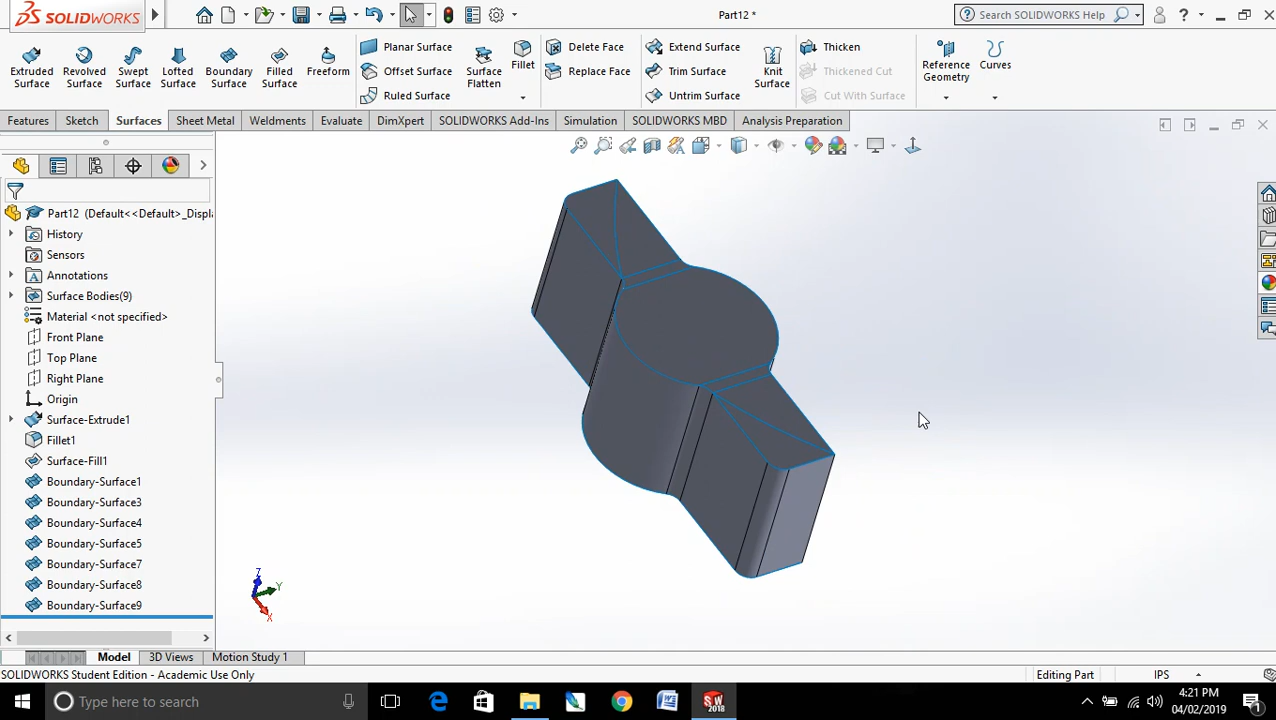 SOLIDWORKS
Part12 *
Search SOLIDWORKS Help
?
Extruded Surface
Revolved Surface
Swept Surface
Lofted Surface
Boundary Surface
Filled Surface
Freeform
Planar Surface
Offset Surface
Ruled Surface
Surface Flatten
Fillet
Delete Face
Replace Face
Extend Surface
Trim Surface
Untrim Surface
Knit Surface
Thicken
Thickened Cut
Cut With Surface
Reference Geometry
Curves
Features
Sketch
Surfaces
Sheet Metal
Weldments
Evaluate
DimXpert
SOLIDWORKS Add-Ins
Simulation
SOLIDWORKS MBD
Analysis Preparation
Part12 (Default<<Default>_Displa
History
Sensors
Annotations
Surface Bodies(9)
Material <not specified>
Front Plane
Top Plane
Right Plane
Origin
Surface-Extrude1
Fillet1
Surface-Fill1
Boundary-Surface1
Boundary-Surface3
Boundary-Surface4
Boundary-Surface5
Boundary-Surface7
Boundary-Surface8
Boundary-Surface9
Z
Y
X
Model
3D Views
Motion Study 1
SOLIDWORKS Student Edition - Academic Use Only
Editing Part
IPS
Type here to search
SW
2018
4:21 PM
04/02/2019